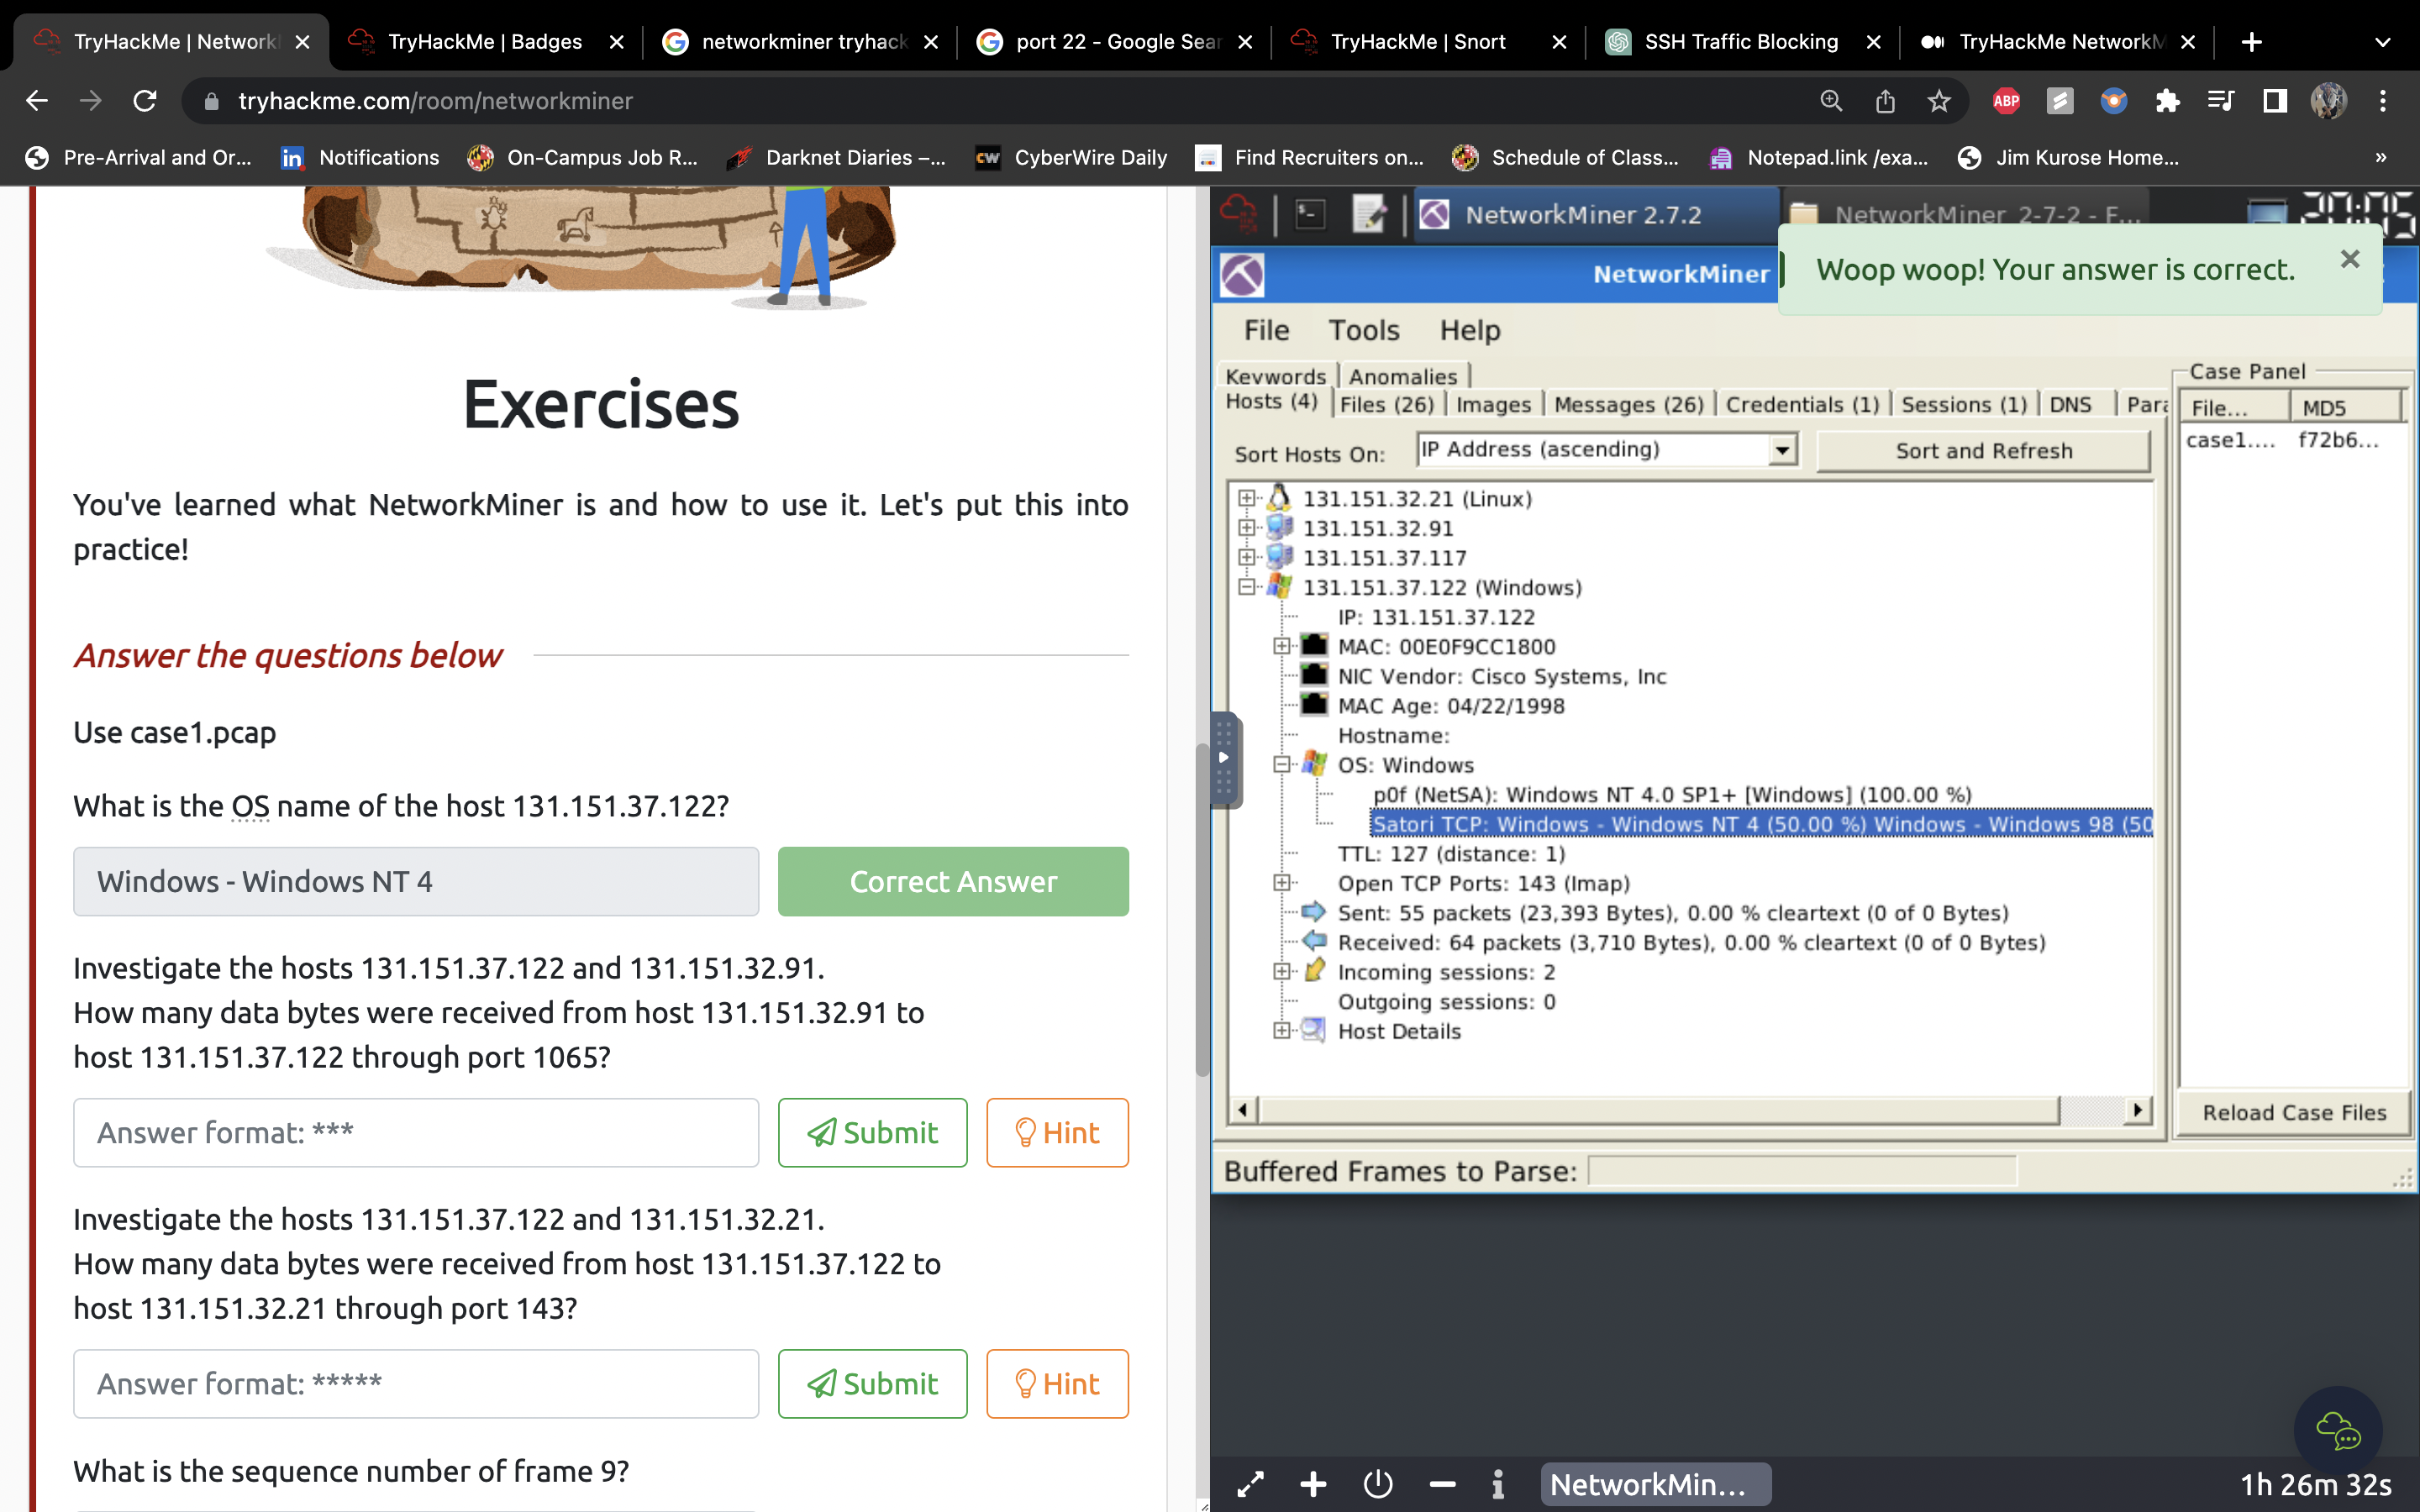 TryHackMe | Network
TryHackMe | Badges
networkminer tryhack
port 22 - Google Sear
TryHackMe | Snort
SSH Traffic Blocking
TryHackMe NetworkM
tryhackme.com/room/networkminer
ABP
Pre-Arrival and Or...
in Notifications
On-Campus Job R...
Darknet Diaries –...
CW CyberWire Daily
Find Recruiters on...
Schedule of Class...
Notepad.link /exa...
Jim Kurose Home...
»
Exercises
You've learned what NetworkMiner is and how to use it. Let's put this into
practice!
Answer the questions below
Use case1.pcap
What is the OS name of the host 131.151.37.122?
Windows - Windows NT 4
Correct Answer
Investigate the hosts 131.151.37.122 and 131.151.32.91.
How many data bytes were received from host 131.151.32.91 to
host 131.151.37.122 through port 1065?
Answer format: ***
Submit
Hint
Investigate the hosts 131.151.37.122 and 131.151.32.21.
How many data bytes were received from host 131.151.37.122 to
host 131.151.32.21 through port 143?
Answer format: *****
Submit
Hint
What is the sequence number of frame 9?
NetworkMiner 2.7.2
NetworkMiner_2-7-2 - F...
20:05
NetworkMiner
Woop woop! Your answer is correct.
File Tools Help
Keywords Anomalies
Hosts (4) Files (26) Images Messages (26) Credentials (1) Sessions (1) DNS Para
Sort Hosts On: IP Address (ascending) Sort and Refresh
131.151.32.21 (Linux)
131.151.32.91
131.151.37.117
131.151.37.122 (Windows)
IP: 131.151.37.122
MAC: 00E0F9CC1800
NIC Vendor: Cisco Systems, Inc
MAC Age: 04/22/1998
Hostname:
OS: Windows
p0f (NetSA): Windows NT 4.0 SP1+ [Windows] (100.00 %)
Satori TCP: Windows - Windows NT 4 (50.00 %) Windows - Windows 98 (50
TTL: 127 (distance: 1)
Open TCP Ports: 143 (Imap)
Sent: 55 packets (23,393 Bytes), 0.00 % cleartext (0 of 0 Bytes)
Received: 64 packets (3,710 Bytes), 0.00 % cleartext (0 of 0 Bytes)
Incoming sessions: 2
Outgoing sessions: 0
Host Details
Case Panel
File... MD5
case1.... f72b6...
Reload Case Files
Buffered Frames to Parse:
NetworkMin...
1h 26m 32s